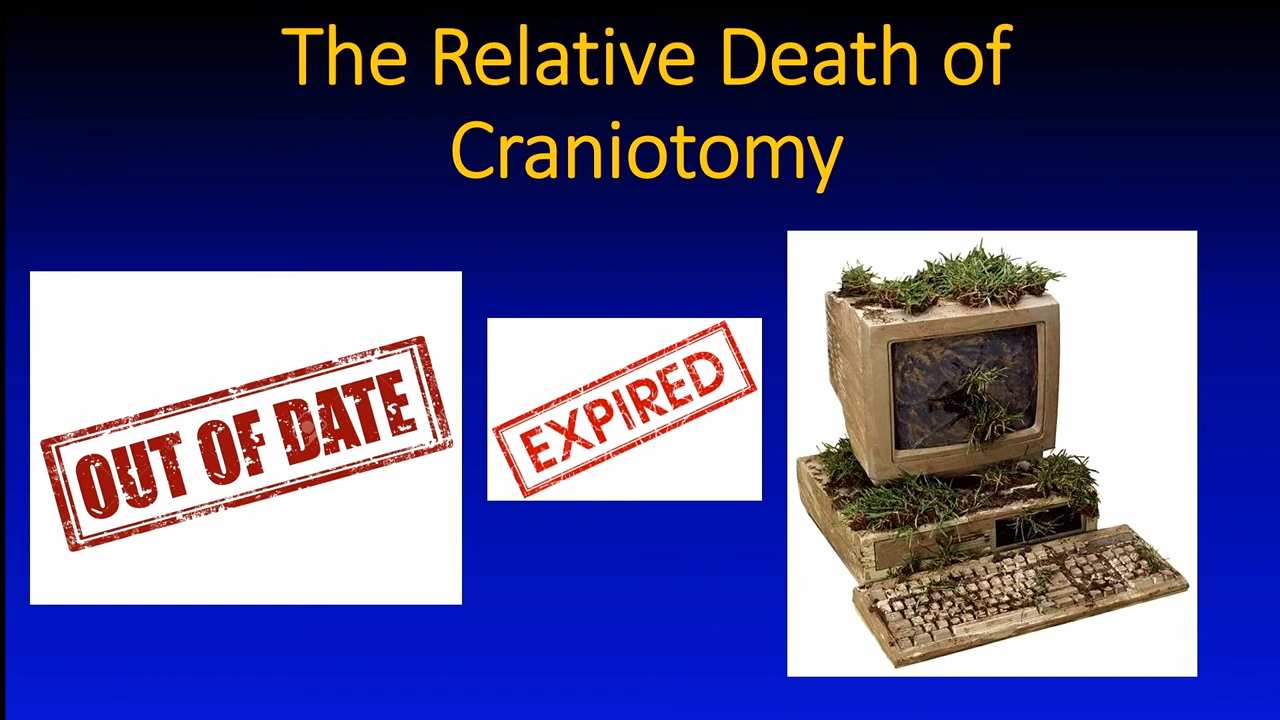 The Relative Death of
Craniotomy
OUT OF DATE
EXPIRED